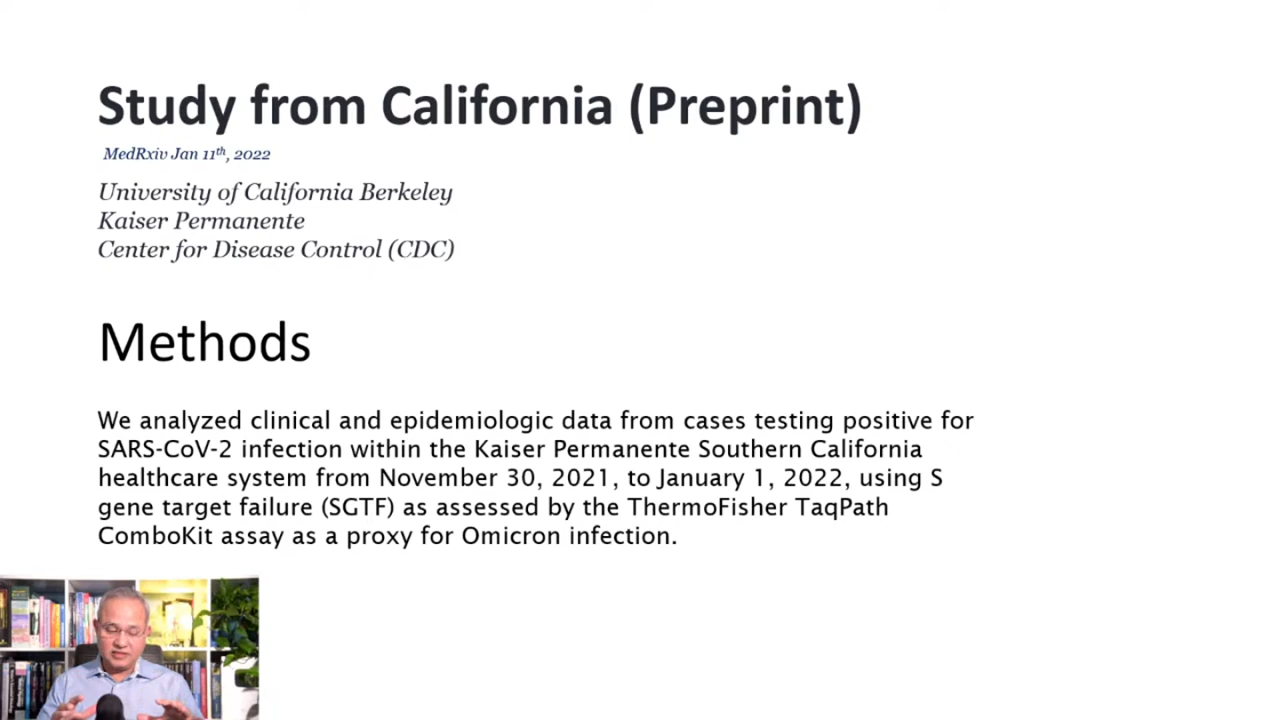 Study from California (Preprint)
MedRxiv Jan 11th, 2022
University of California Berkeley
Kaiser Permanente
Center for Disease Control (CDC)
Methods
We analyzed clinical and epidemiologic data from cases testing positive for
SARS-CoV-2 infection within the Kaiser Permanente Southern California
healthcare system from November 30, 2021, to January 1, 2022, using S
gene target failure (SGTF) as assessed by the ThermoFisher TaqPath
ComboKit assay as a proxy for Omicron infection.